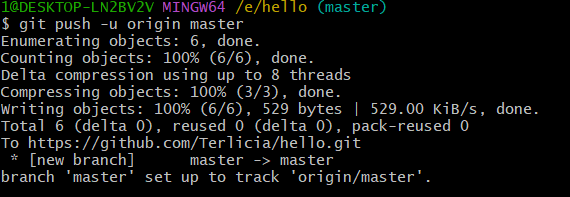 1@DESKTOP-LN2BV2V MINGW64 /e/hello (master)
$ git push -u origin master
Enumerating objects: 6, done.
Counting objects: 100% (6/6), done.
Delta compression using up to 8 threads
Compressing objects: 100% (3/3), done.
Writing objects: 100% (6/6), 529 bytes | 529.00 KiB/s, done.
Total 6 (delta 0), reused 0 (delta 0), pack-reused 0
To https://github.com/Terlicia/hello.git
 * [new branch]      master -> master
branch 'master' set up to track 'origin/master'.